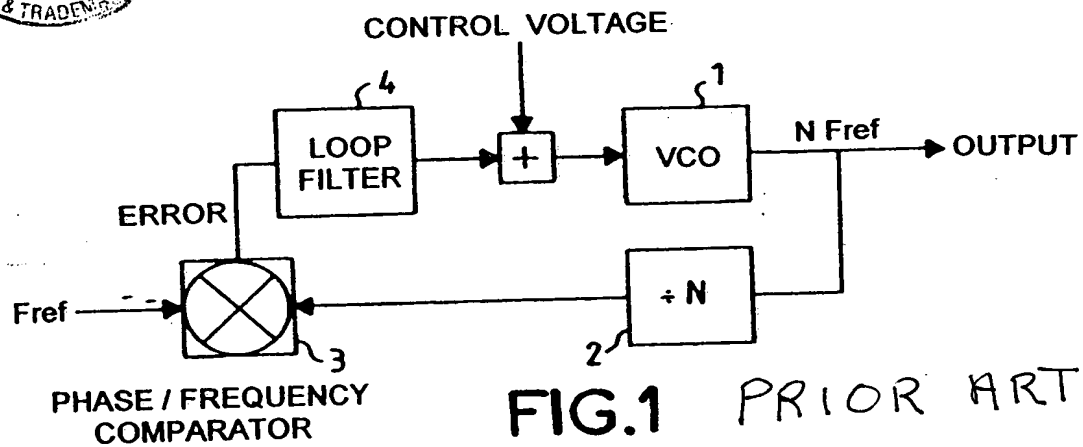 & TRADEM
CONTROL VOLTAGE
4
1
LOOP
FILTER
+
VCO
N Fref
OUTPUT
ERROR
Fref
÷ N
3
2
PHASE / FREQUENCY
COMPARATOR
FIG.1
PRIOR ART